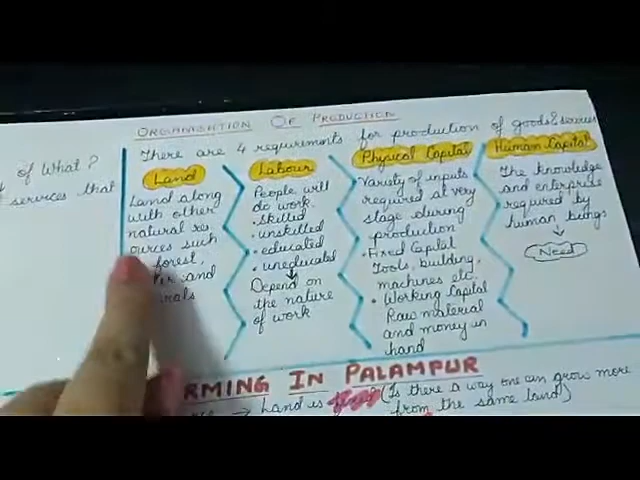 ORGANISATION OF PRODUCTION
There are 4 requirements for production of goods & services
of What?
services that
Land
Land along
with other
natural res
ources such
forest,
and
Labour
People will
do work.
• skilled
• unskilled
• educated
• uneducated
Depend on
the nature
of work
Physical Capital
Variety of inputs
required at very
stage during
production
• Fixed Capital
Tools, building,
machines etc.
• Working Capital
Raw material
and money in
hand
Human Capital
The knowledge
and enterprise
required by
human beings
Need
RMING IN PALAMPUR
→ Land is (Is there a way one can grow more
from the same land)